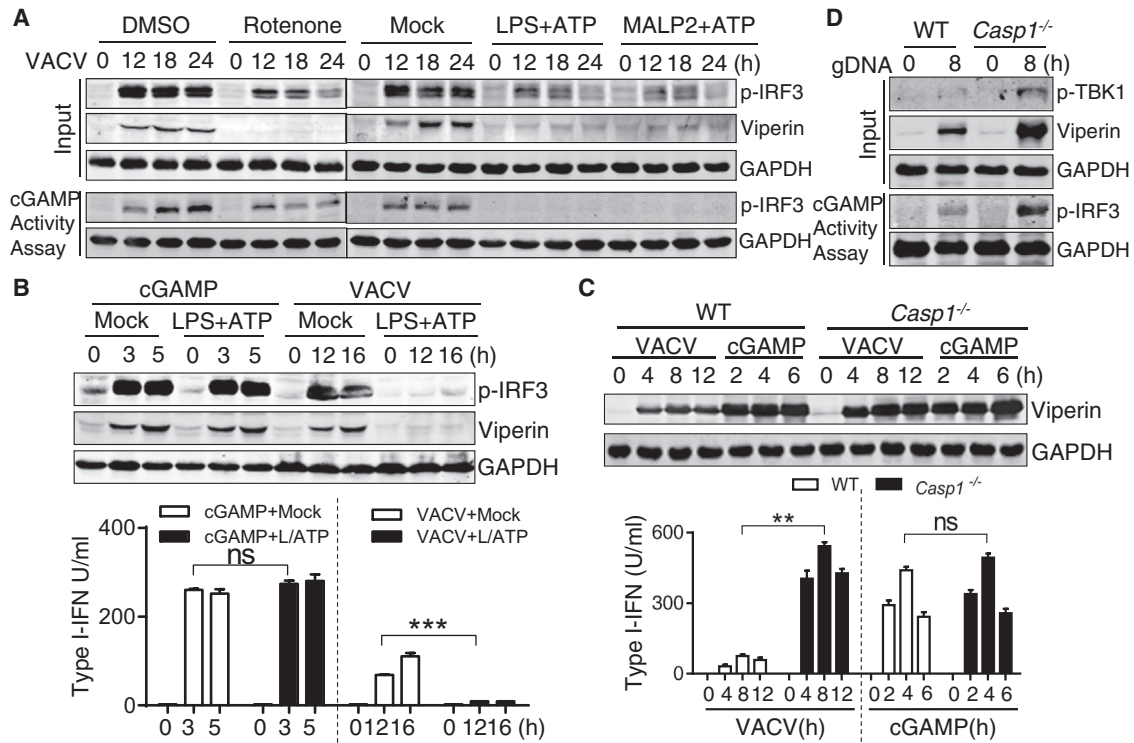 A
DMSO Rotenone Mock LPS+ATP MALP2+ATP
VACV 0 12 18 24 0 12 18 24 0 12 18 24 0 12 18 24 0 12 18 24 (h)
Input
p-IRF3
Viperin
GAPDH
cGAMP
Activity
Assay
p-IRF3
GAPDH
D
WT Casp1-/-
gDNA 0 8 0 8 (h)
Input
p-TBK1
Viperin
GAPDH
cGAMP
Activity
Assay
p-IRF3
GAPDH
B
cGAMP VACV
Mock LPS+ATP Mock LPS+ATP
0 3 5 0 3 5 0 12 16 0 12 16 (h)
p-IRF3
Viperin
GAPDH
cGAMP+Mock
cGAMP+L/ATP
VACV+Mock
VACV+L/ATP
Type I-IFN U/ml
400
200
0
ns
***
0 3 5 0 3 5 0 12 16 0 12 16 (h)
C
WT Casp1-/-
VACV cGAMP VACV cGAMP
0 4 8 12 2 4 6 0 4 8 12 2 4 6 (h)
Viperin
GAPDH
WT Casp1 -/-
Type I-IFN (U/ml)
600
300
0
**
ns
0 4 8 12 0 4 8 12 0 2 4 6 0 2 4 6
VACV(h) cGAMP(h)